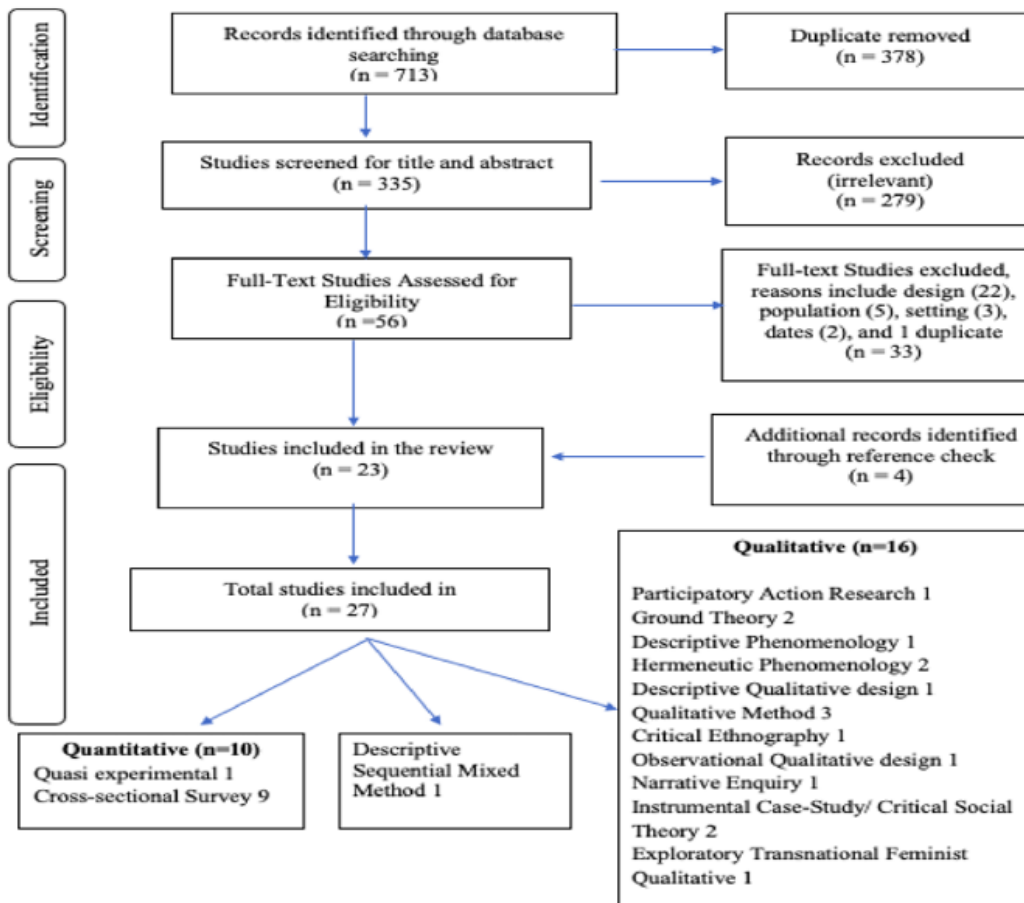 Identification
Records identified through database
searching
(n = 713)
Duplicate removed
(n = 378)
Screening
Studies screened for title and abstract
(n = 335)
Records excluded
(irrelevant)
(n = 279)
Eligibility
Full-Text Studies Assessed for
Eligibility
(n =56)
Full-text Studies excluded,
reasons include design (22),
population (5), setting (3),
dates (2), and 1 duplicate
(n = 33)
Studies included in the review
(n = 23)
Additional records identified
through reference check
(n = 4)
Included
Total studies included in
(n = 27)
Quantitative (n=10)
Quasi experimental 1
Cross-sectional Survey 9
Descriptive
Sequential Mixed
Method 1
Qualitative (n=16)
Participatory Action Research 1
Ground Theory 2
Descriptive Phenomenology 1
Hermeneutic Phenomenology 2
Descriptive Qualitative design 1
Qualitative Method 3
Critical Ethnography 1
Observational Qualitative design 1
Narrative Enquiry 1
Instrumental Case-Study/ Critical Social
Theory 2
Exploratory Transnational Feminist
Qualitative 1